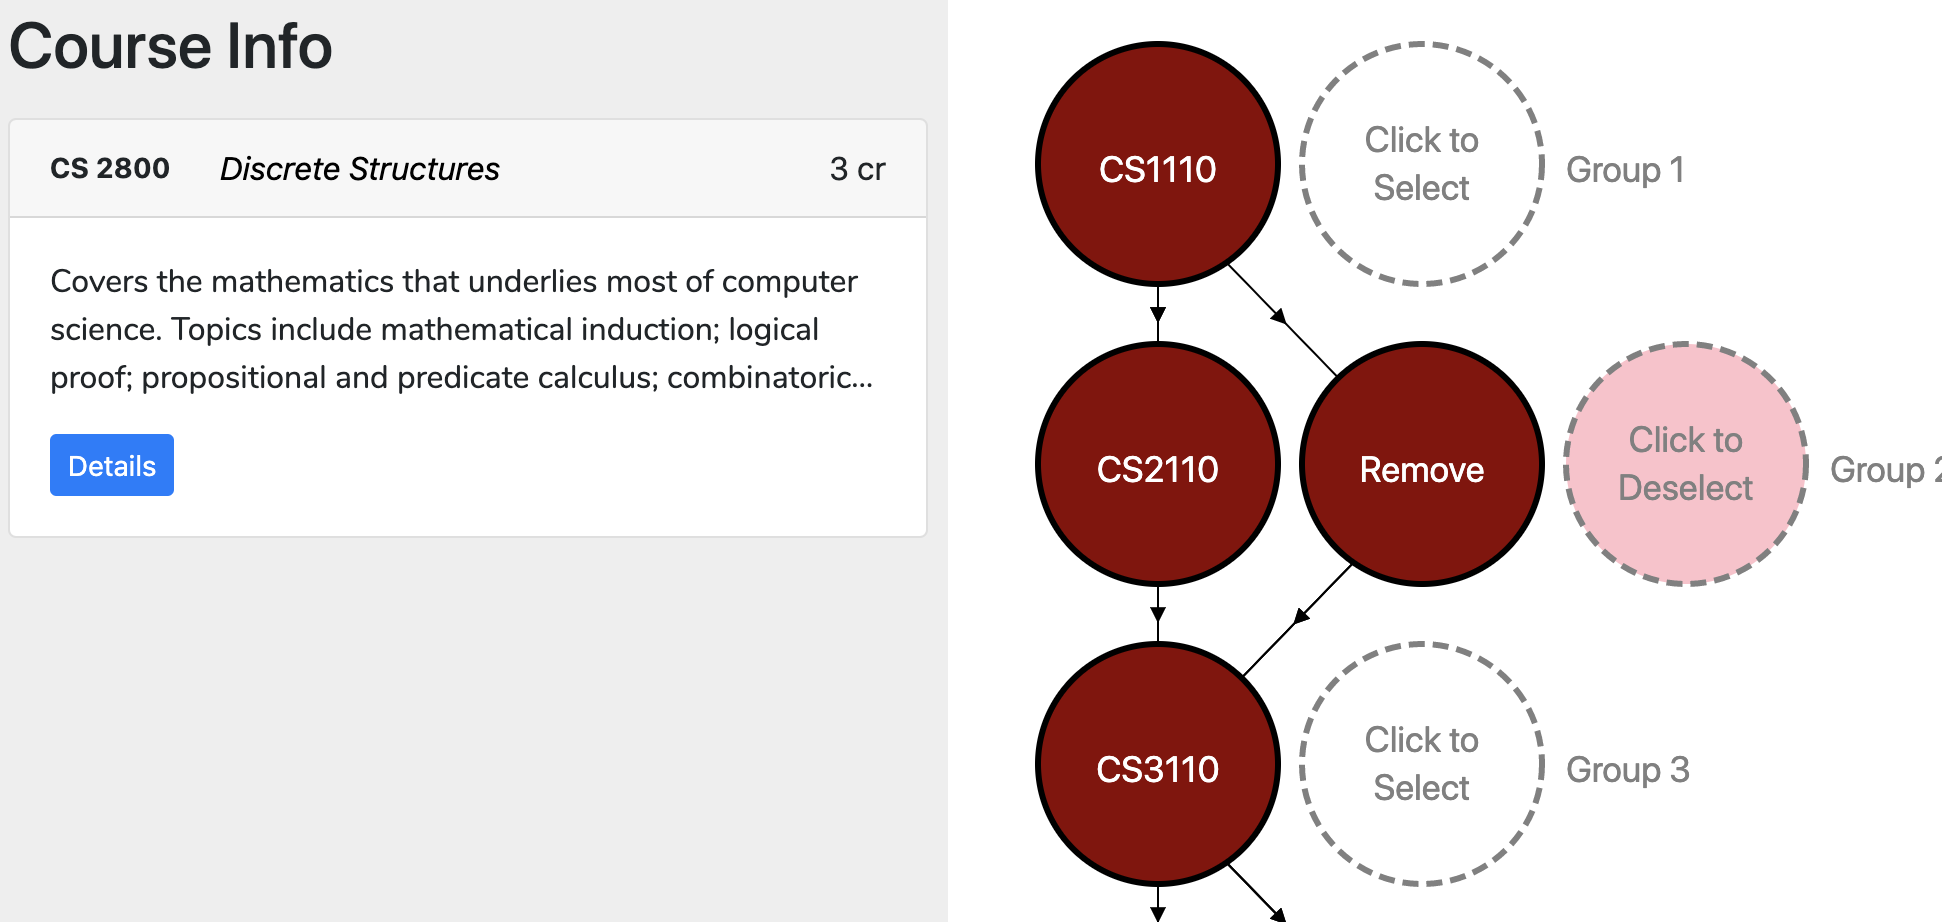 Course Info
CS 2800 Discrete Structures 3 cr
Covers the mathematics that underlies most of computer
science. Topics include mathematical induction; logical
proof; propositional and predicate calculus; combinatoric...
Details
CS1110
Click to
Select
Group 1
CS2110
Remove
Click to
Deselect
Group 2
CS3110
Click to
Select
Group 3